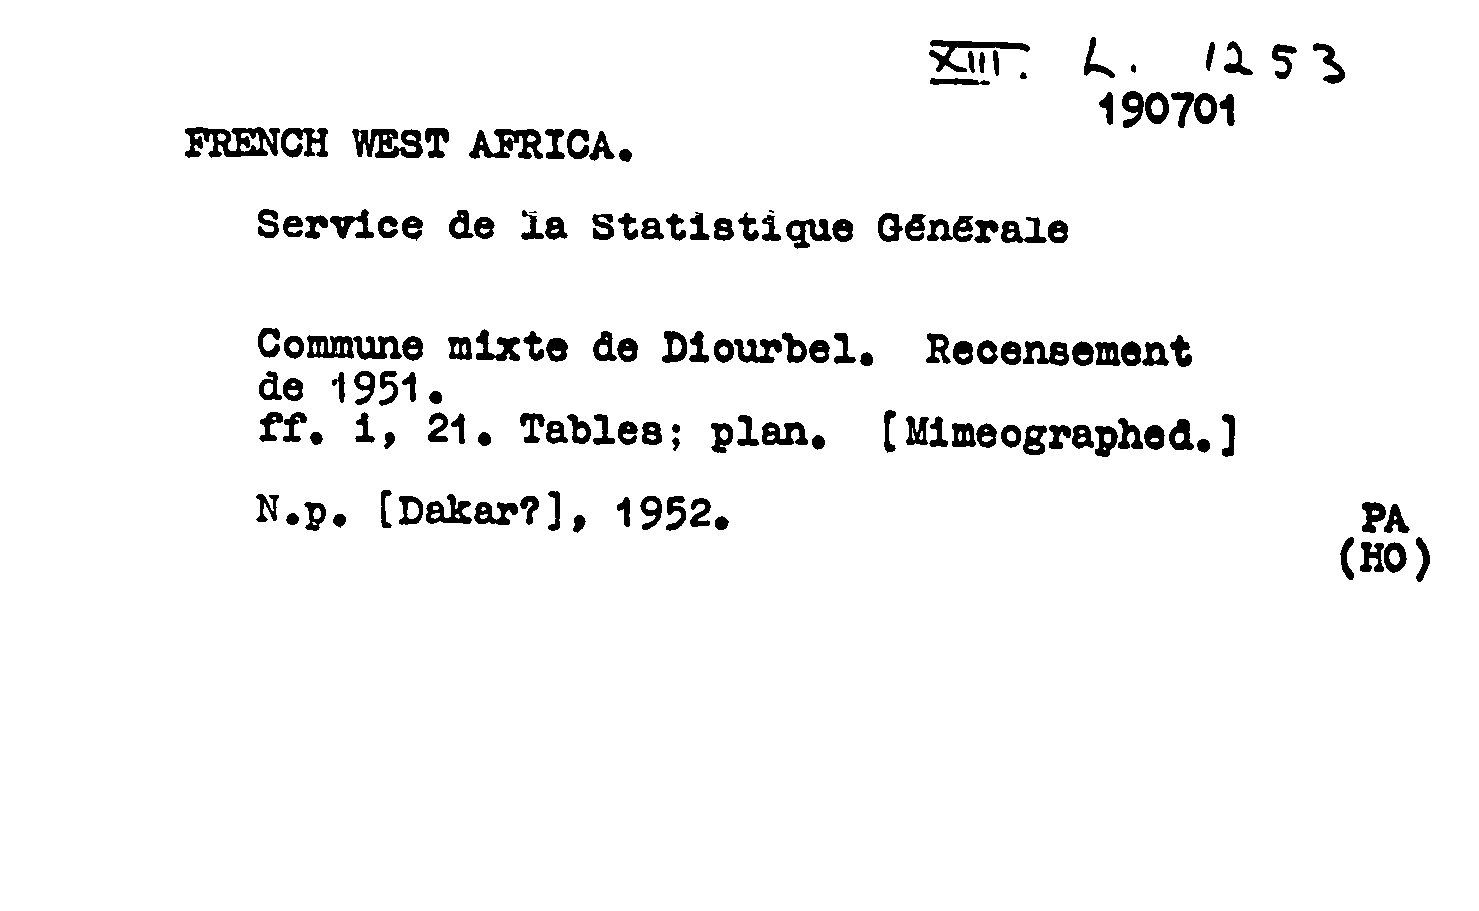 XIII. L. 1253
190701
FRENCH WEST AFRICA.
Service de la Statistique Générale
Commune mixte de Diourbel. Recensement
de 1951.
ff. i, 21. Tables; plan. [Mimeographed.]
N.p. [Dakar?], 1952.
PA
(HO)